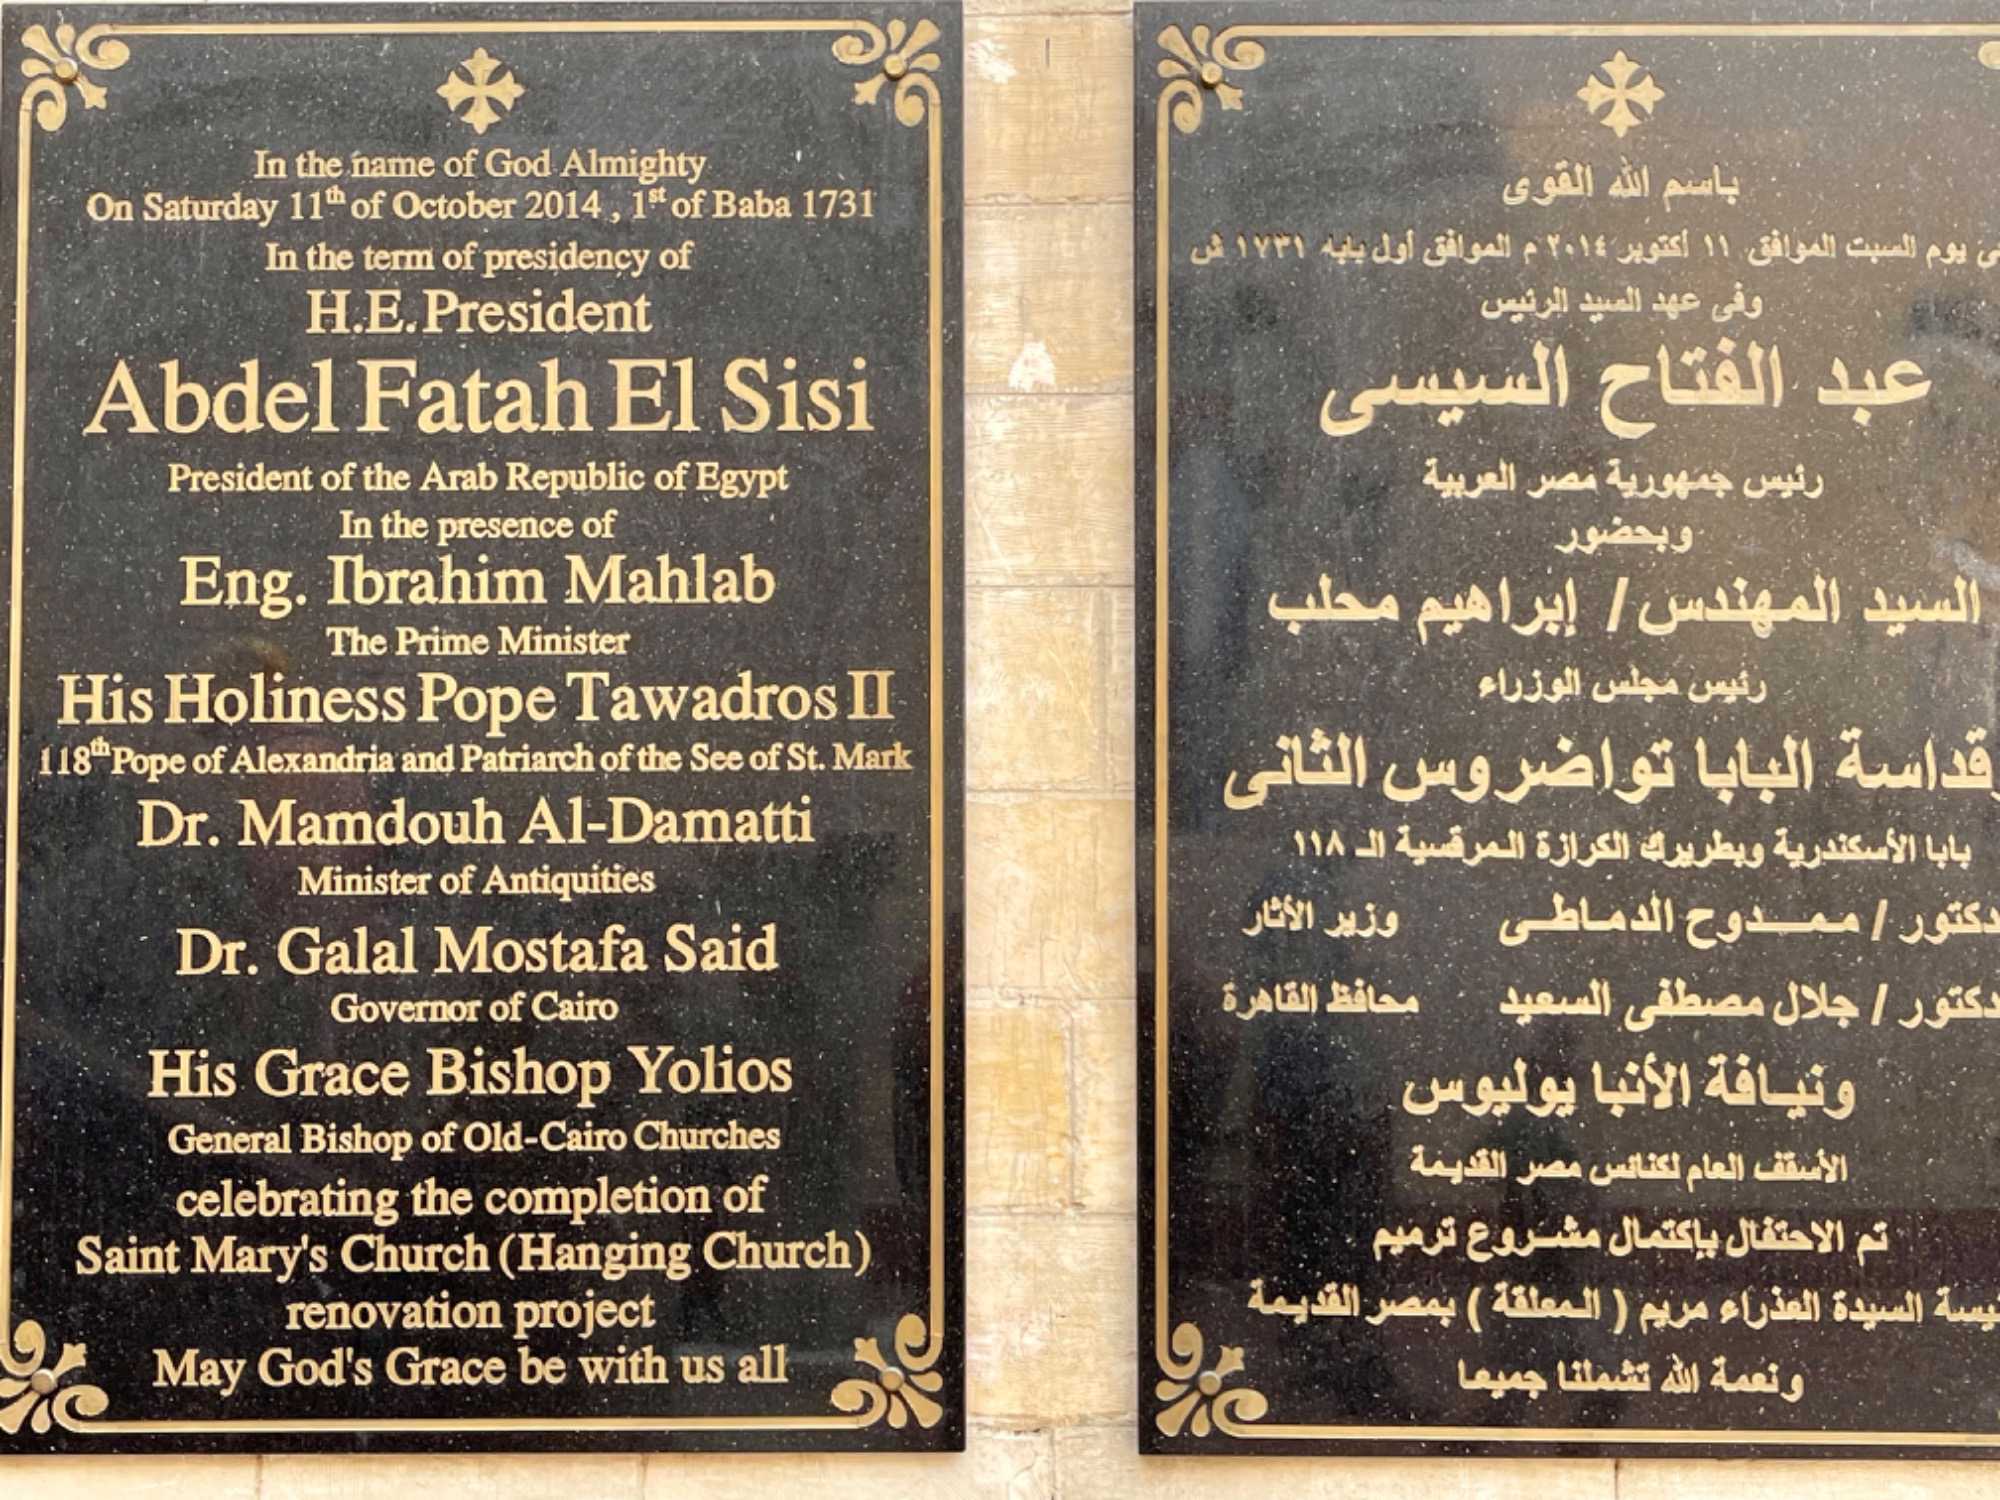 In the name of God Almighty
On Saturday 11th of October 2014 , 1st of Baba 1731
In the term of presidency of
H.E. President
Abdel Fatah El Sisi
President of the Arab Republic of Egypt
In the presence of
Eng. Ibrahim Mahlab
The Prime Minister
His Holiness Pope Tawadros II
118th Pope of Alexandria and Patriarch of the See of St. Mark
Dr. Mamdouh Al-Damatti
Minister of Antiquities
Dr. Galal Mostafa Said
Governor of Cairo
His Grace Bishop Yolios
General Bishop of Old-Cairo Churches
celebrating the completion of
Saint Mary's Church (Hanging Church)
renovation project
May God's Grace be with us all
باسم الله القوى
يوم السبت الموافق ١١ أكتوبر ٢٠١٤ م الموافق أول بابه ١٧٣١ ش
وفى عهد السيد الرئيس
عبد الفتاح السيسى
رئيس جمهورية مصر العربية
وبحضور
السيد المهندس / إبراهيم محلب
رئيس مجلس الوزراء
قداسة البابا تواضروس الثانى
بابا الأسكندرية وبطريرك الكرازة المرقسية الـ ١١٨
دكتور / ممدوح الدماطى وزير الأثار
دكتور / جلال مصطفى السعيد محافظ القاهرة
ونيافة الأنبا يوليوس
الأسقف العام لكنائس مصر القديمة
تم الاحتفال بإكتمال مشروع ترميم
السيدة العذراء مريم ( المعلقة ) بمصر القديمة
ونعمة الله تشملنا جميعا